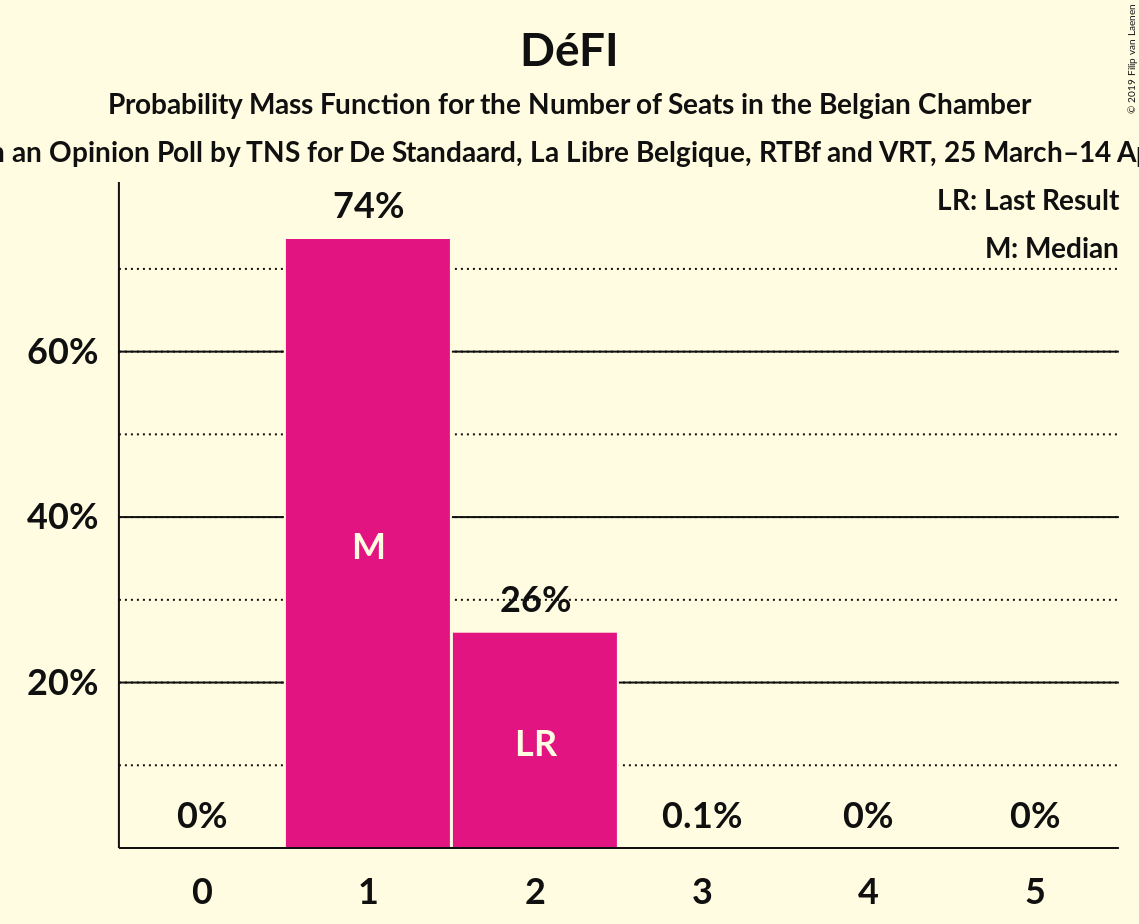 DéFI
Probability Mass Function for the Number of Seats in the Belgian Chamber
an Opinion Poll by TNS for De Standaard, La Libre Belgique, RTBf and VRT, 25 March–14
© 2019 Filip van Laenen
LR: Last Result
M: Median
74%
60%
M
40%
26%
20%
LR
0%
0.1%
0%
0%
0
1
2
3
4
5